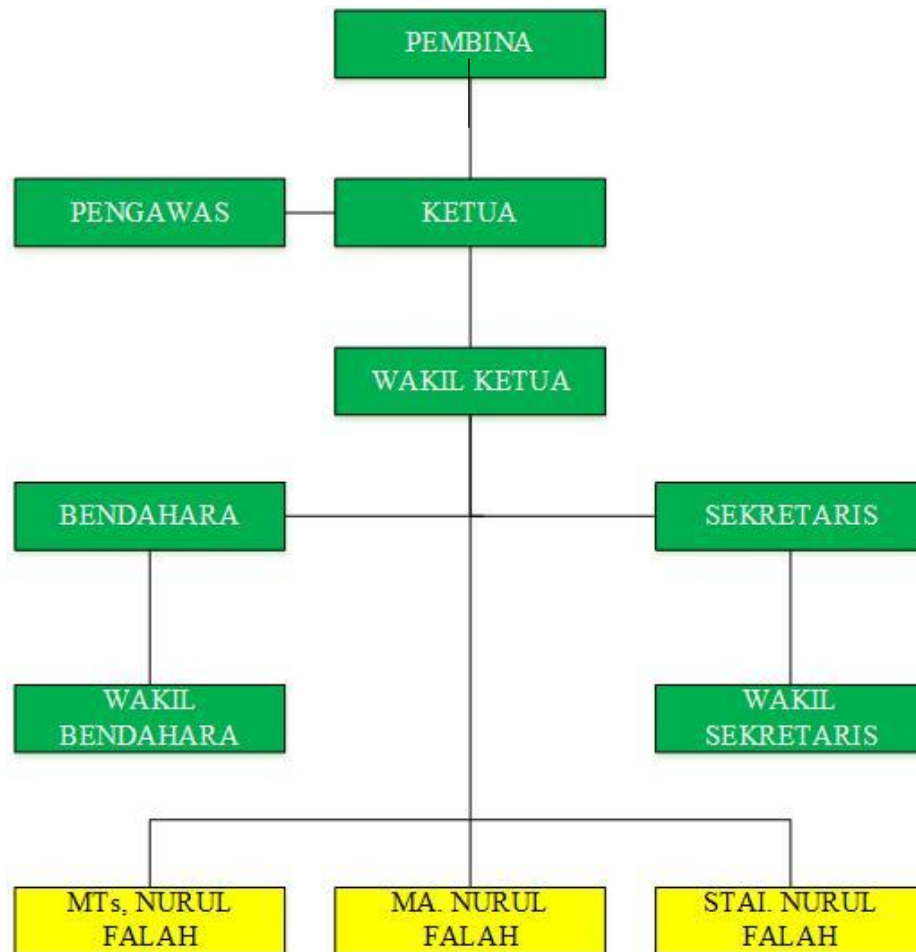 PEMBINA
PENGAWAS
KETUA
WAKIL KETUA
BENDAHARA
SEKRETARIS
WAKIL
BENDAHARA
WAKIL
SEKRETARIS
MTs, NURUL
FALAH
MA. NURUL
FALAH
STAI. NURUL
FALAH